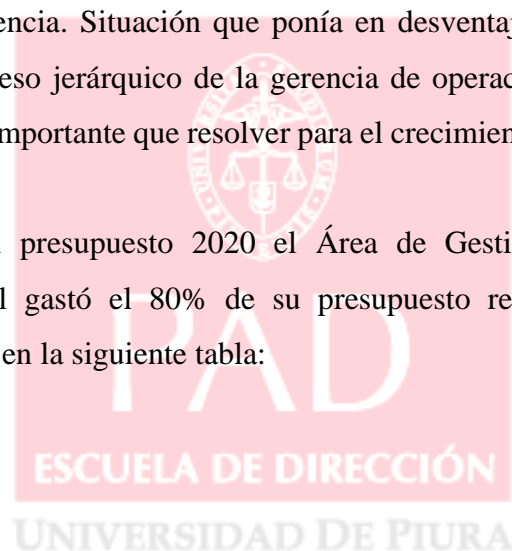 encia. Situación que ponía en desventaj
eso jerárquico de la gerencia de operac
mportante que resolver para el crecimien
presupuesto 2020 el Área de Gesti
l gastó el 80% de su presupuesto re
en la siguiente tabla:
PAD
ESCUELA DE DIRECCIÓN
UNIVERSIDAD DE PIURA